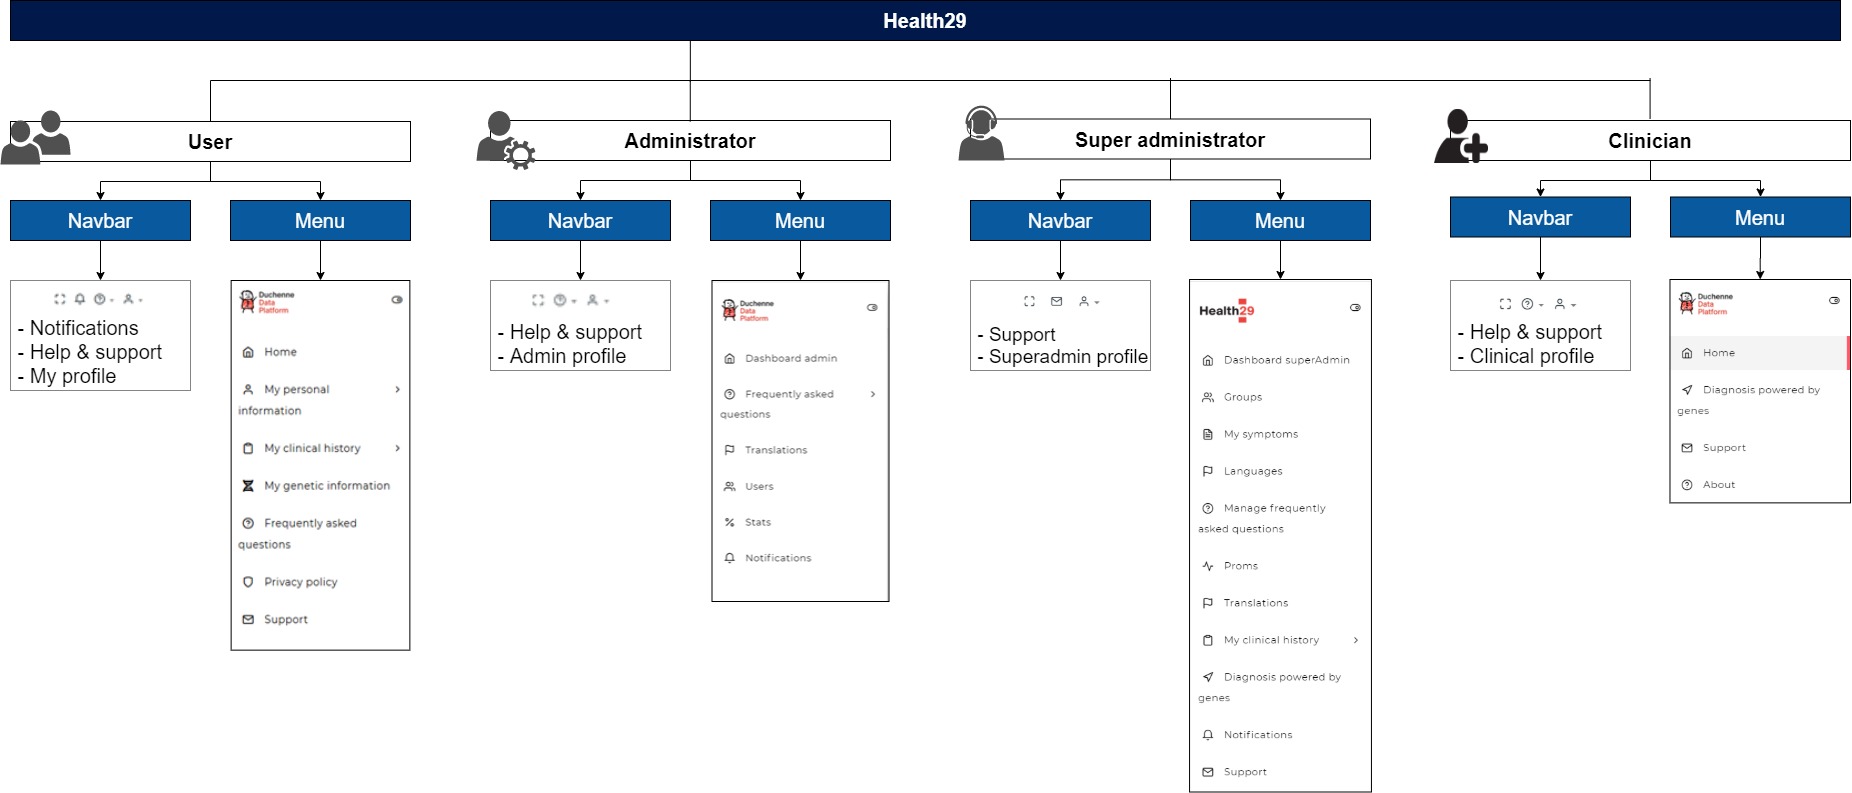 Health29
User
Navbar
Menu
- Notifications
- Help & support
- My profile
Duchenne
Data
Platform
Home
My personal
information
My clinical history
My genetic information
Frequently asked
questions
Privacy policy
Support
Administrator
Navbar
Menu
- Help & support
- Admin profile
Duchenne
Data
Platform
Dashboard admin
Frequently asked
questions
Translations
Users
Stats
Notifications
Super administrator
Navbar
Menu
- Support
- Superadmin profile
Health29
Dashboard superAdmin
Groups
My symptoms
Languages
Manage frequently
asked questions
Proms
Translations
My clinical history
Diagnosis powered by
genes
Notifications
Support
Clinician
Navbar
Menu
- Help & support
- Clinical profile
Duchenne
Data
Platform
Home
Diagnosis powered by
genes
Support
About